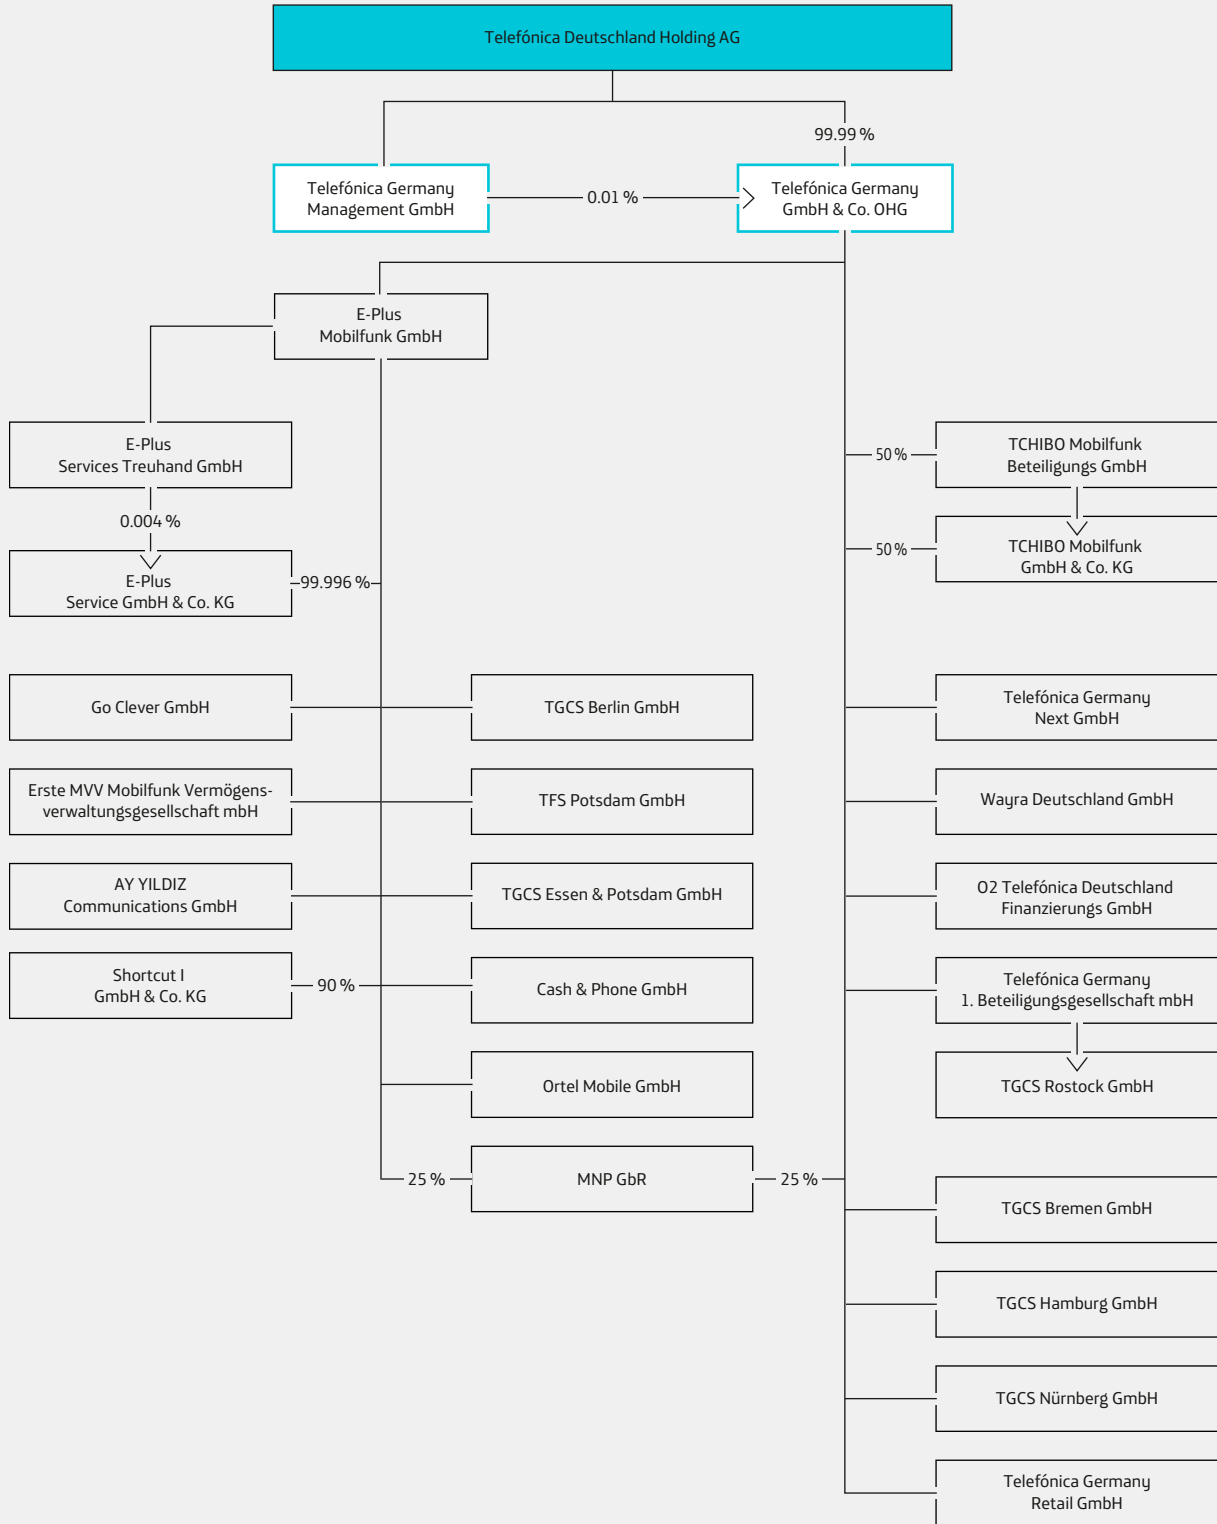 Telefónica Deutschland Holding AG
99.99 %
Telefónica Germany
Management GmbH
0.01 %
Telefónica Germany
GmbH & Co. OHG
E-Plus
Mobilfunk GmbH
E-Plus
Services Treuhand GmbH
50 %
TCHIBO Mobilfunk
Beteiligungs GmbH
0.004 %
E-Plus
Service GmbH & Co. KG
99.996 %
50 %
TCHIBO Mobilfunk
GmbH & Co. KG
Go Clever GmbH
TGCS Berlin GmbH
Telefónica Germany
Next GmbH
Erste MVV Mobilfunk Vermögens-
verwaltungsgesellschaft mbH
TFS Potsdam GmbH
Wayra Deutschland GmbH
AY YILDIZ
Communications GmbH
TGCS Essen & Potsdam GmbH
O2 Telefónica Deutschland
Finanzierungs GmbH
Shortcut I
GmbH & Co. KG
90 %
Cash & Phone GmbH
Telefónica Germany
1. Beteiligungsgesellschaft mbH
Ortel Mobile GmbH
TGCS Rostock GmbH
25 %
MNP GbR
25 %
TGCS Bremen GmbH
TGCS Hamburg GmbH
TGCS Nürnberg GmbH
Telefónica Germany
Retail GmbH